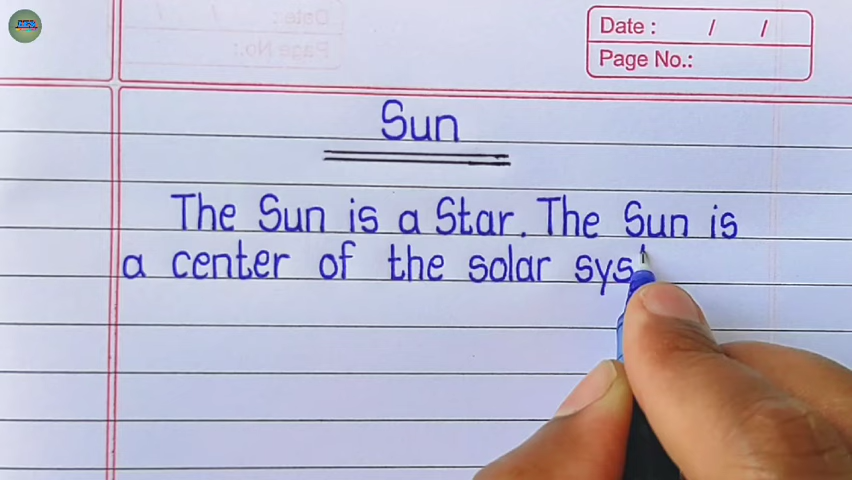 Date : / /
Page No.:
Sun
The Sun is a Star. The Sun is
a center of the solar sys